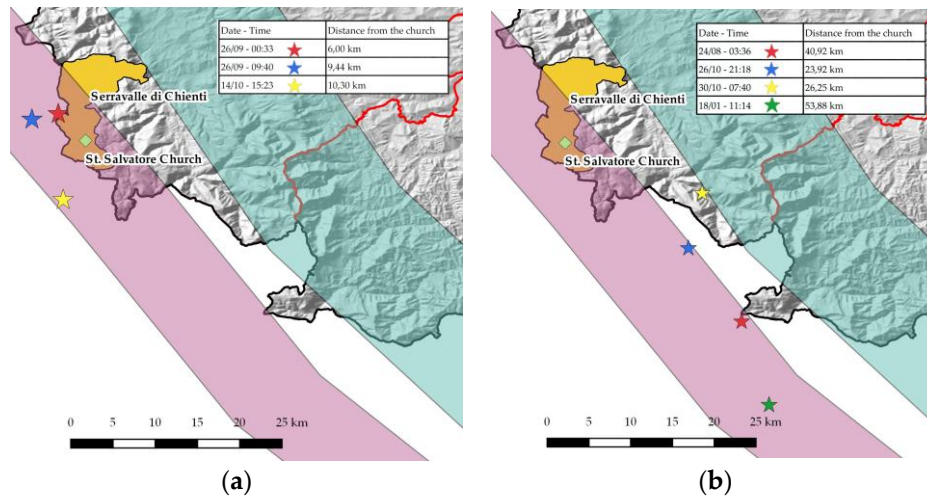 Date - Time Distance from the church
26/09 - 00:33 6,00 km
26/09 - 09:40 9,44 km
14/10 - 15:23 10,30 km
Serravalle di Chienti
St. Salvatore Church
0 5 10 15 20 25 km
(a)
Date - Time Distance from the church
24/08 - 03:36 40,92 km
26/10 - 21:18 23,92 km
30/10 - 07:40 26,25 km
18/01 - 11:14 53,88 km
Serravalle di Chienti
St. Salvatore Church
0 5 10 15 20 25 km
(b)